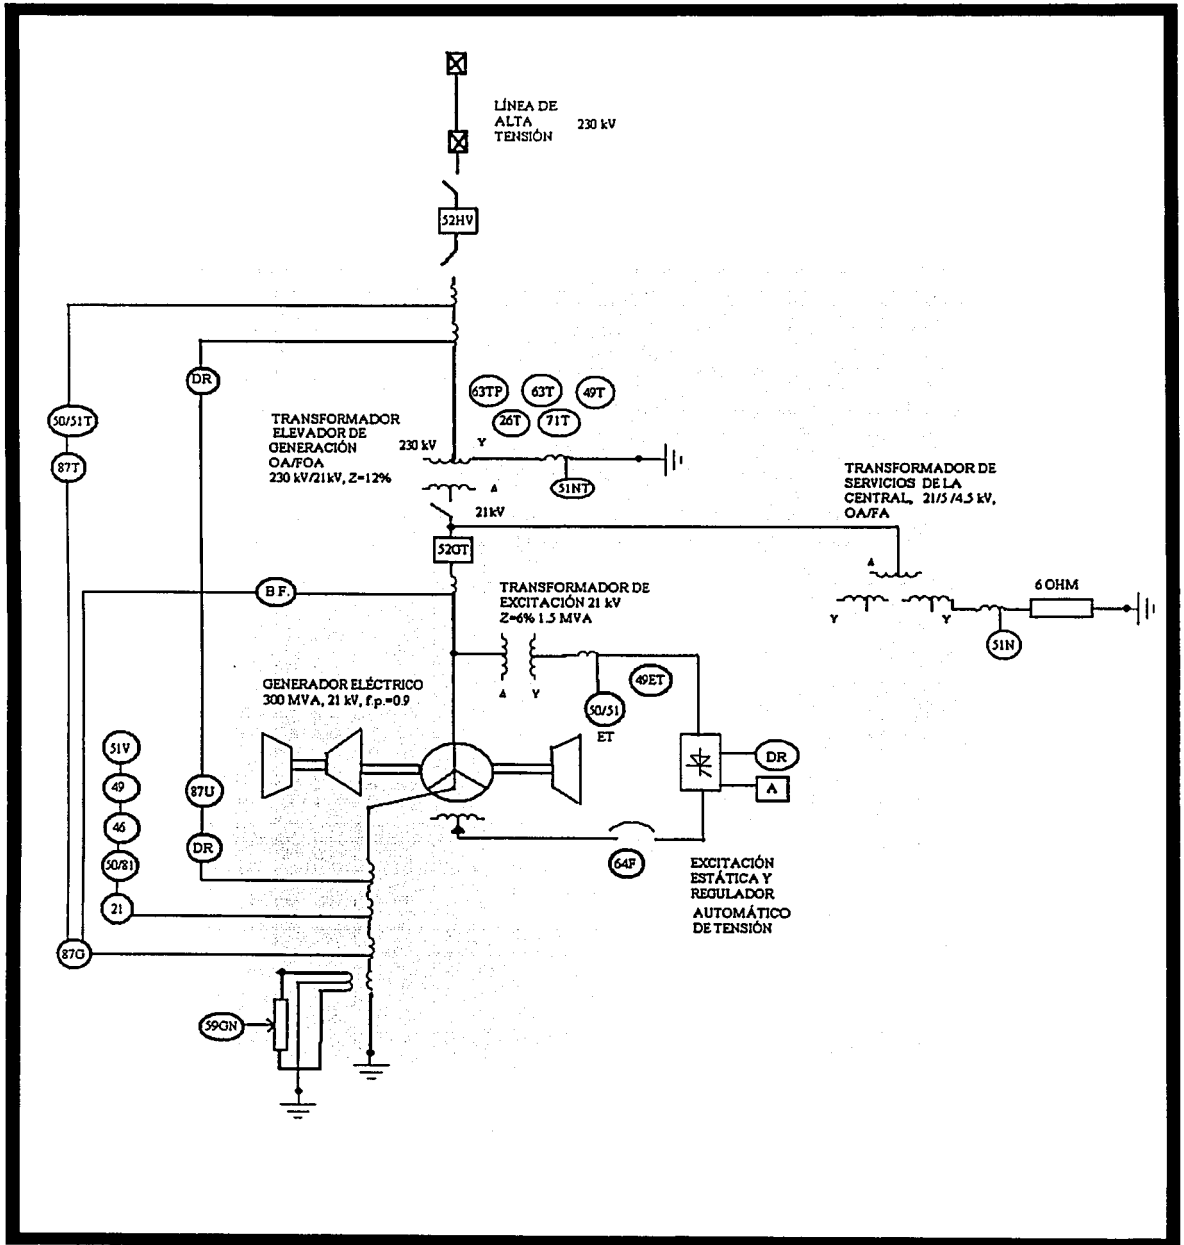 LÍNEA DE
ALTA
TENSIÓN
230 kV
52HV
DR
63TP
63T
49T
26T
71T
50/51T
87T
TRANSFORMADOR
ELEVADOR DE
GENERACIÓN
OA/FOA
230 kV/21kV, Z=12%
230 kV
Y
Δ
51NT
21kV
TRANSFORMADOR DE
SERVICIOS DE LA
CENTRAL, 21/5 /4.5 kV,
OA/FA
52GT
Δ
Y
Y
6 OHM
51N
B.F.
TRANSFORMADOR DE
EXCITACIÓN 21 kV
Z=6% 1.5 MVA
Δ
Y
49ET
50/51
ET
GENERADOR ELÉCTRICO
300 MVA, 21 kV, f.p.=0.9
51V
49
46
50/81
21
87U
DR
DR
A
64F
EXCITACIÓN
ESTÁTICA Y
REGULADOR
AUTOMÁTICO
DE TENSIÓN
87G
59GN